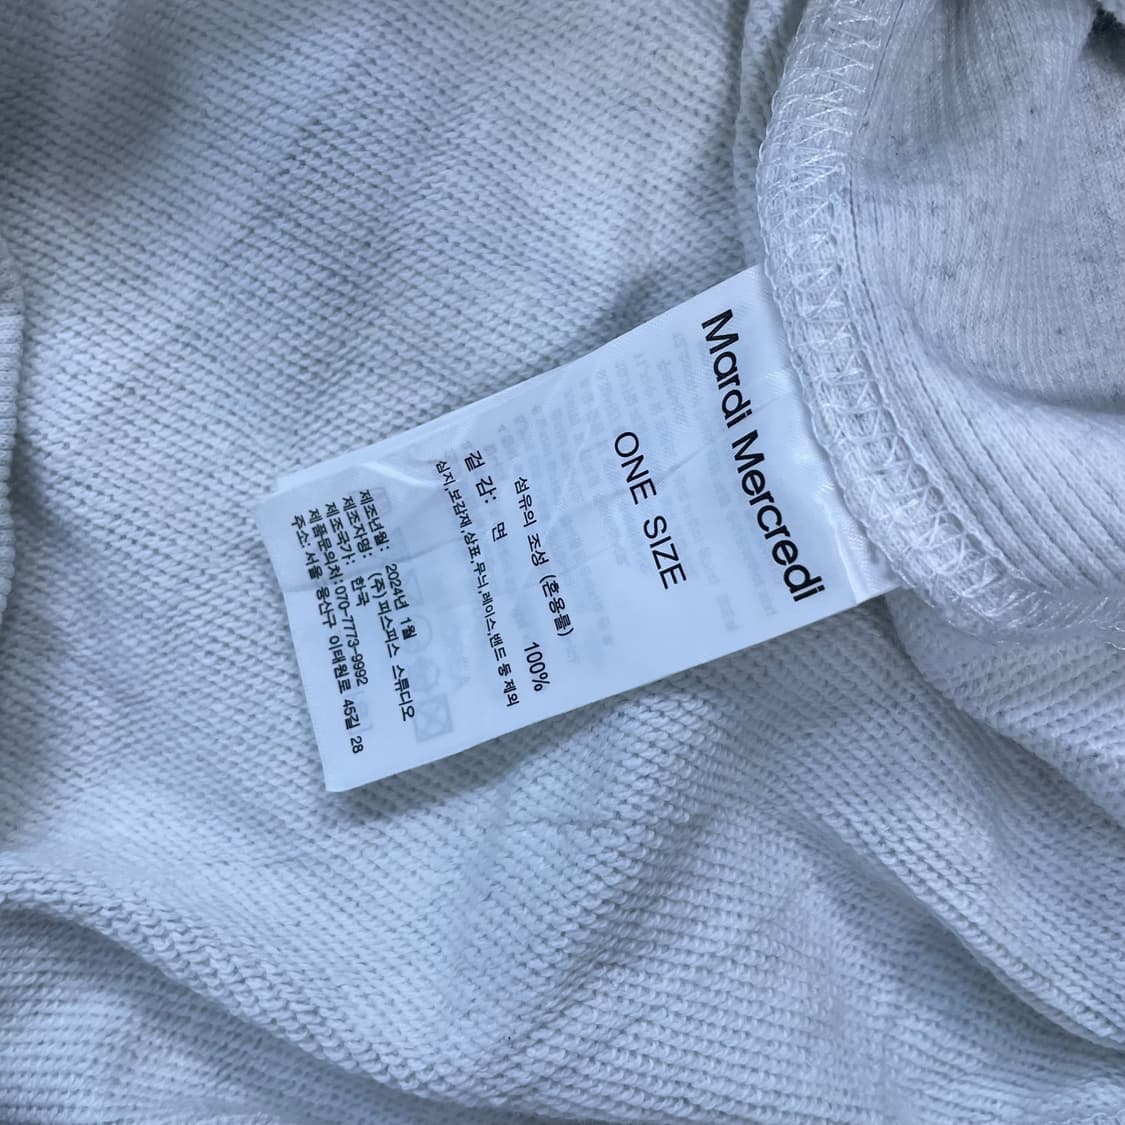 Mardi Mercredi
ONE SIZE
섬유의 조성 (혼용률)
겉 감: 면 100%
심지,보강재,상표,무늬,레이스,밴드 등 제외
제조년월: 2024년 1월
제조자명: (주) 피스피스 스튜디오
제조국가: 한국
제품문의처: 070-7773-9992
주소: 서울 용산구 이태원로 45길 28